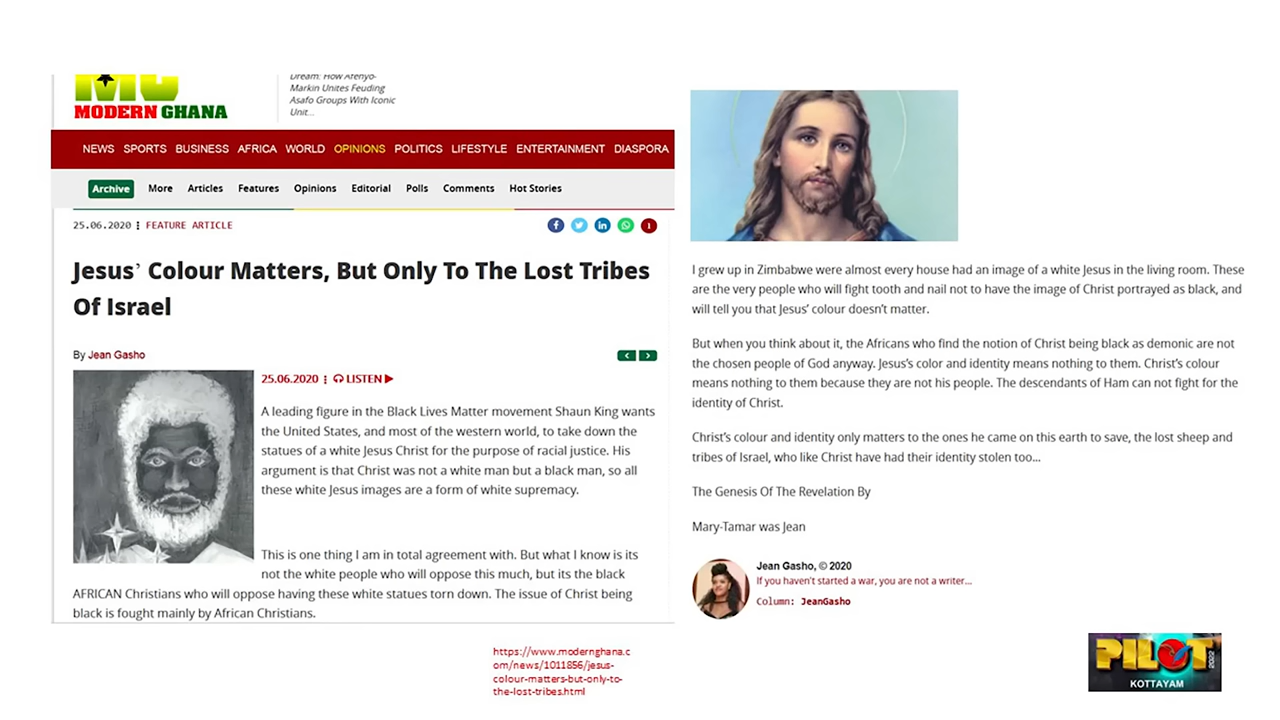 MODERN GHANA
Dream: How Afenyo-
Markin Unites Feuding
Asafo Groups With Iconic
Unit...
NEWS SPORTS BUSINESS AFRICA WORLD OPINIONS POLITICS LIFESTYLE ENTERTAINMENT DIASPORA
Archive More Articles Features Opinions Editorial Polls Comments Hot Stories
25.06.2020 FEATURE ARTICLE
1
Jesus’ Colour Matters, But Only To The Lost Tribes
Of Israel
By Jean Gasho
25.06.2020 LISTEN
A leading figure in the Black Lives Matter movement Shaun King wants
the United States, and most of the western world, to take down the
statues of a white Jesus Christ for the purpose of racial justice. His
argument is that Christ was not a white man but a black man, so all
these white Jesus images are a form of white supremacy.
This is one thing I am in total agreement with. But what I know is its
not the white people who will oppose this much, but its the black
AFRICAN Christians who will oppose having these white statues torn down. The issue of Christ being
black is fought mainly by African Christians.
https://www.modernghana.c
om/news/1011856/jesus-
colour-matters-but-only-to-
the-lost-tribes.html
I grew up in Zimbabwe were almost every house had an image of a white Jesus in the living room. These
are the very people who will fight tooth and nail not to have the image of Christ portrayed as black, and
will tell you that Jesus’ colour doesn’t matter.
But when you think about it, the Africans who find the notion of Christ being black as demonic are not
the chosen people of God anyway. Jesus’s color and identity means nothing to them. Christ’s colour
means nothing to them because they are not his people. The descendants of Ham can not fight for the
identity of Christ.
Christ’s colour and identity only matters to the ones he came on this earth to save, the lost sheep and
tribes of Israel, who like Christ have had their identity stolen too...
The Genesis Of The Revelation By
Mary-Tamar was Jean
Jean Gasho, © 2020
If you haven't started a war, you are not a writer...
Column: JeanGasho
PILOT
2022
KOTTAYAM